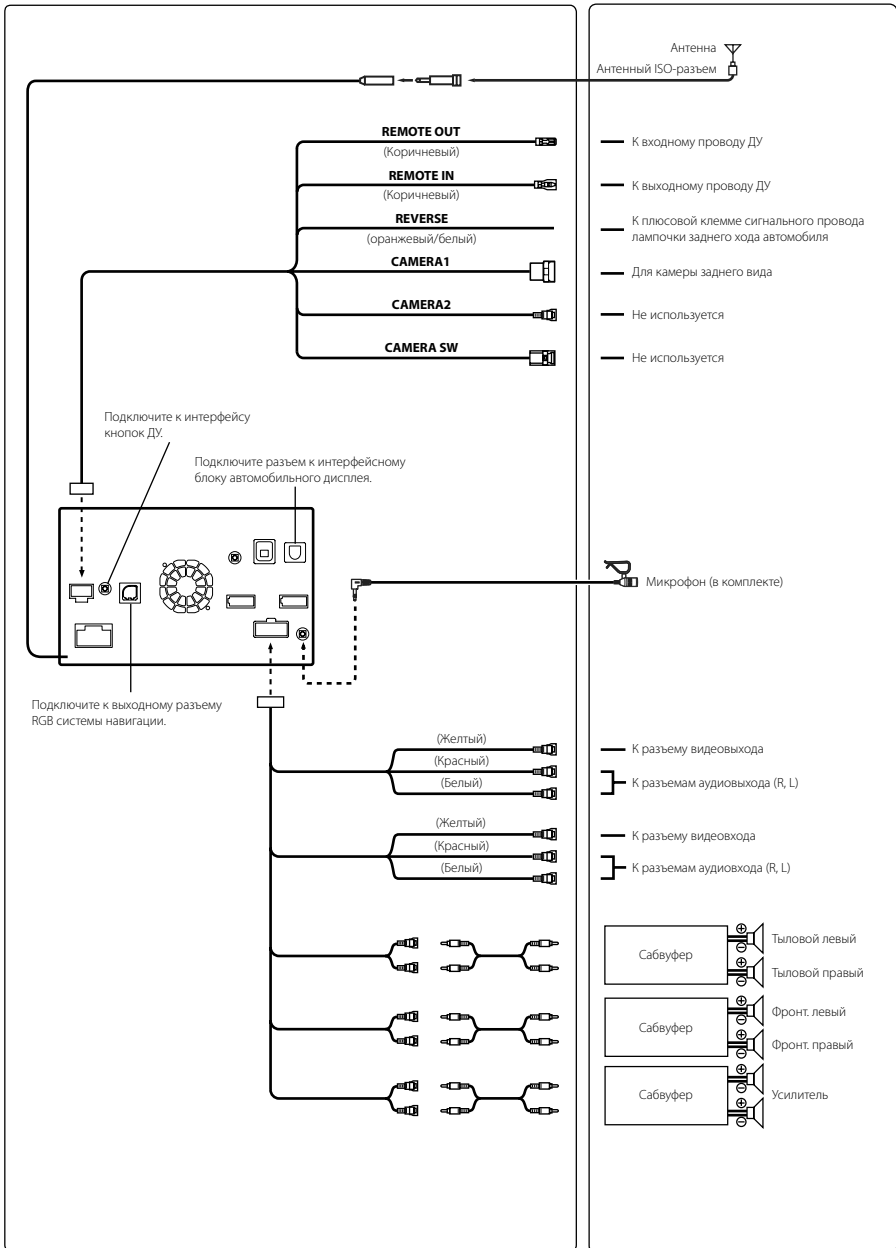 Антенна
Антенный ISO-разъем
REMOTE OUT
(Коричневый)
К входному проводу ДУ
REMOTE IN
(Коричневый)
К выходному проводу ДУ
REVERSE
(оранжевый/белый)
К плюсовой клемме сигнального провода
лампочки заднего хода автомобиля
CAMERA1
Для камеры заднего вида
CAMERA2
Не используется
CAMERA SW
Не используется
Подключите к интерфейсу
кнопок ДУ.
Подключите разъем к интерфейсному
блоку автомобильного дисплея.
Микрофон (в комплекте)
Подключите к выходному разъему
RGB системы навигации.
(Желтый)
К разъему видеовыхода
(Красный)
(Белый)
К разъемам аудиовыхода (R, L)
(Желтый)
К разъему видеовхода
(Красный)
(Белый)
К разъемам аудиовхода (R, L)
Сабвуфер
Тыловой левый
Тыловой правый
Сабвуфер
Фронт. левый
Фронт. правый
Сабвуфер
Усилитель